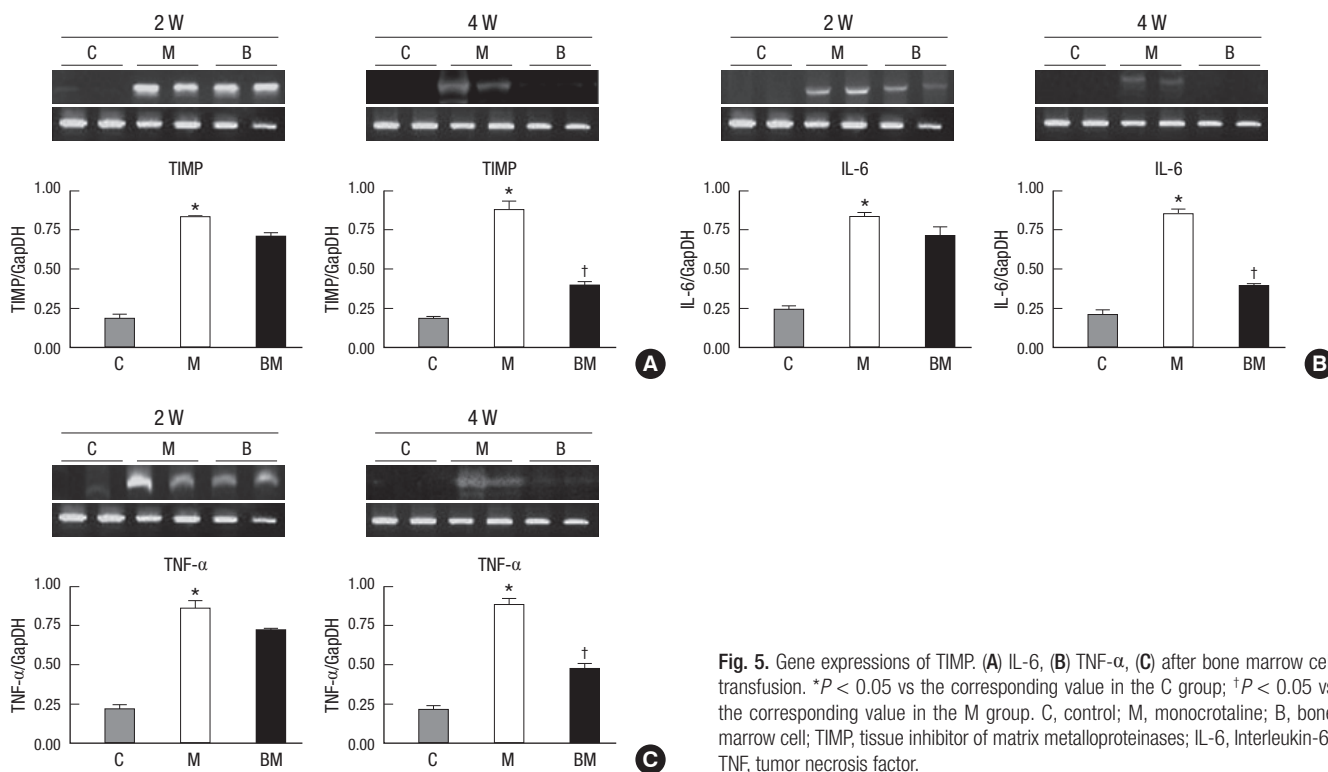 2 W
C M B
TIMP
TIMP/GapDH
1.00
0.75
0.50
0.25
0.00
*
C M BM
4 W
C M B
TIMP
TIMP/GapDH
1.00
0.75
0.50
0.25
0.00
*
†
C M BM
A
2 W
C M B
IL-6
IL-6/GapDH
1.00
0.75
0.50
0.25
0.00
*
C M BM
4 W
C M B
IL-6
IL-6/GapDH
1.00
0.75
0.50
0.25
0.00
*
†
C M BM
B
2 W
C M B
TNF-α
TNF-α/GapDH
1.00
0.75
0.50
0.25
0.00
*
C M BM
4 W
C M B
TNF-α
TNF-α/GapDH
1.00
0.75
0.50
0.25
0.00
*
†
C M BM
C
Fig. 5. Gene expressions of TIMP. (A) IL-6, (B) TNF-α, (C) after bone marrow cel
transfusion. *P < 0.05 vs the corresponding value in the C group; †P < 0.05 vs
the corresponding value in the M group. C, control; M, monocrotaline; B, bone
marrow cell; TIMP, tissue inhibitor of matrix metalloproteinases; IL-6, Interleukin-6
TNF, tumor necrosis factor.